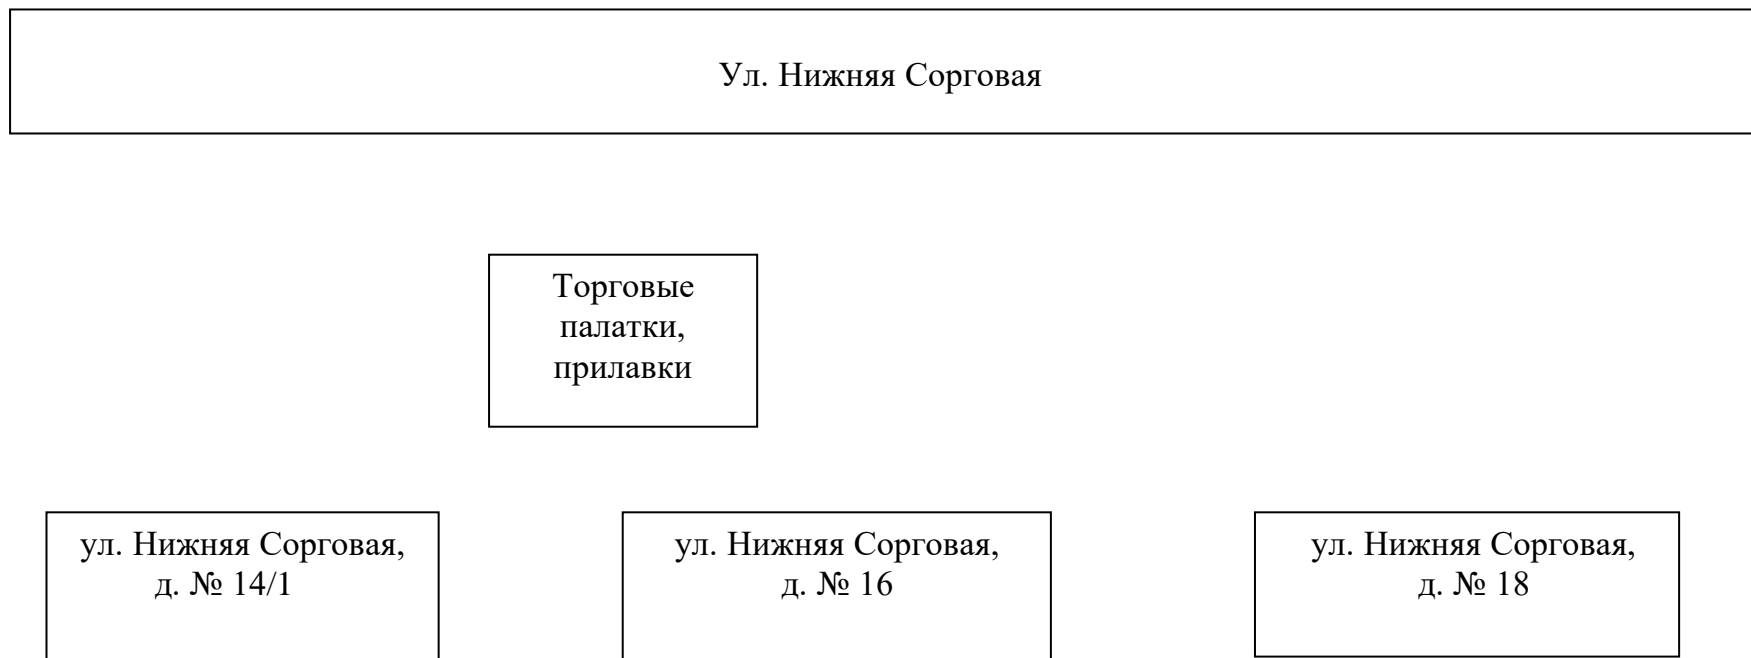 Ул. Нижняя Сорговая
Торговые
палатки,
прилавки
ул. Нижняя Сорговая,
д. № 14/1
ул. Нижняя Сорговая,
д. № 16
ул. Нижняя Сорговая,
д. № 18